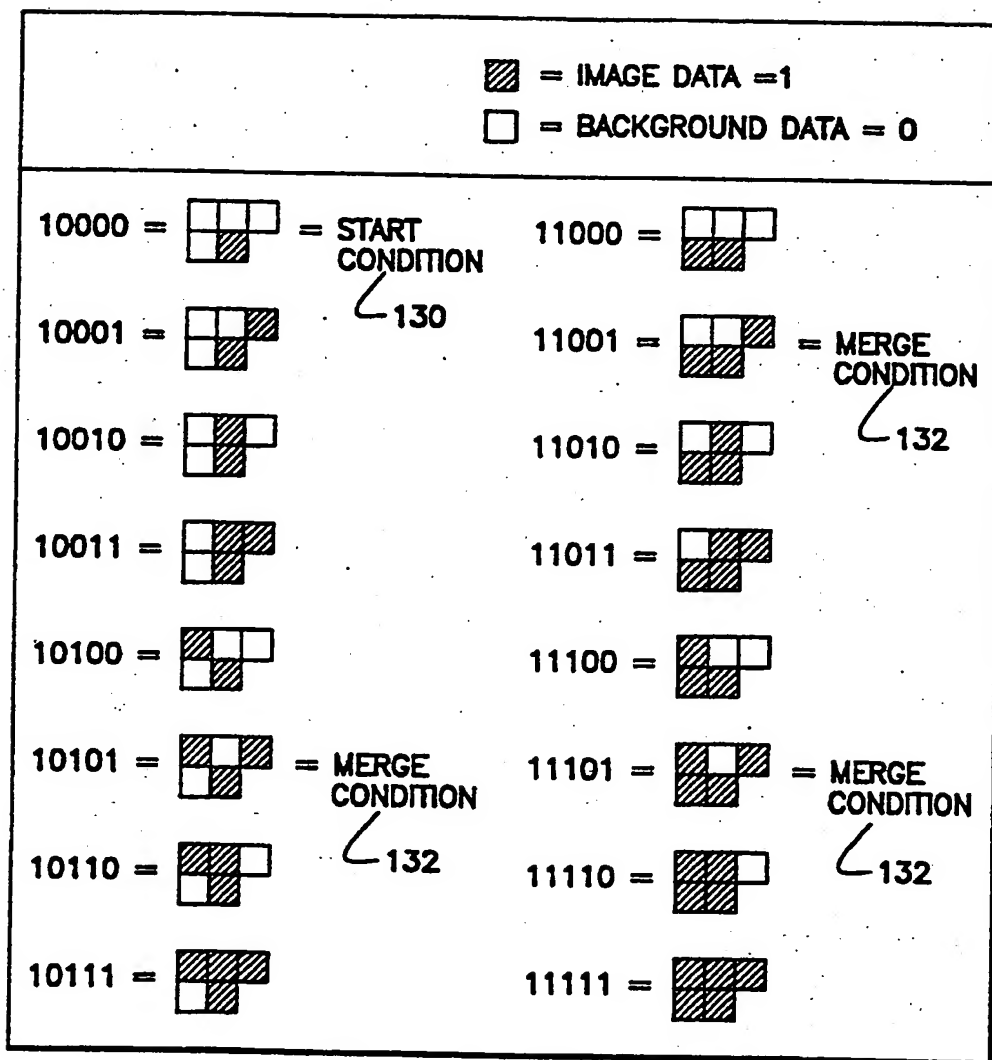 = IMAGE DATA =1
= BACKGROUND DATA = 0
10000 = = START
CONDITION
130
10001 =
10010 =
10011 =
10100 =
10101 = = MERGE
CONDITION
132
10110 =
10111 =
11000 =
11001 = = MERGE
CONDITION
132
11010 =
11011 =
11100 =
11101 = = MERGE
CONDITION
132
11110 =
11111 =